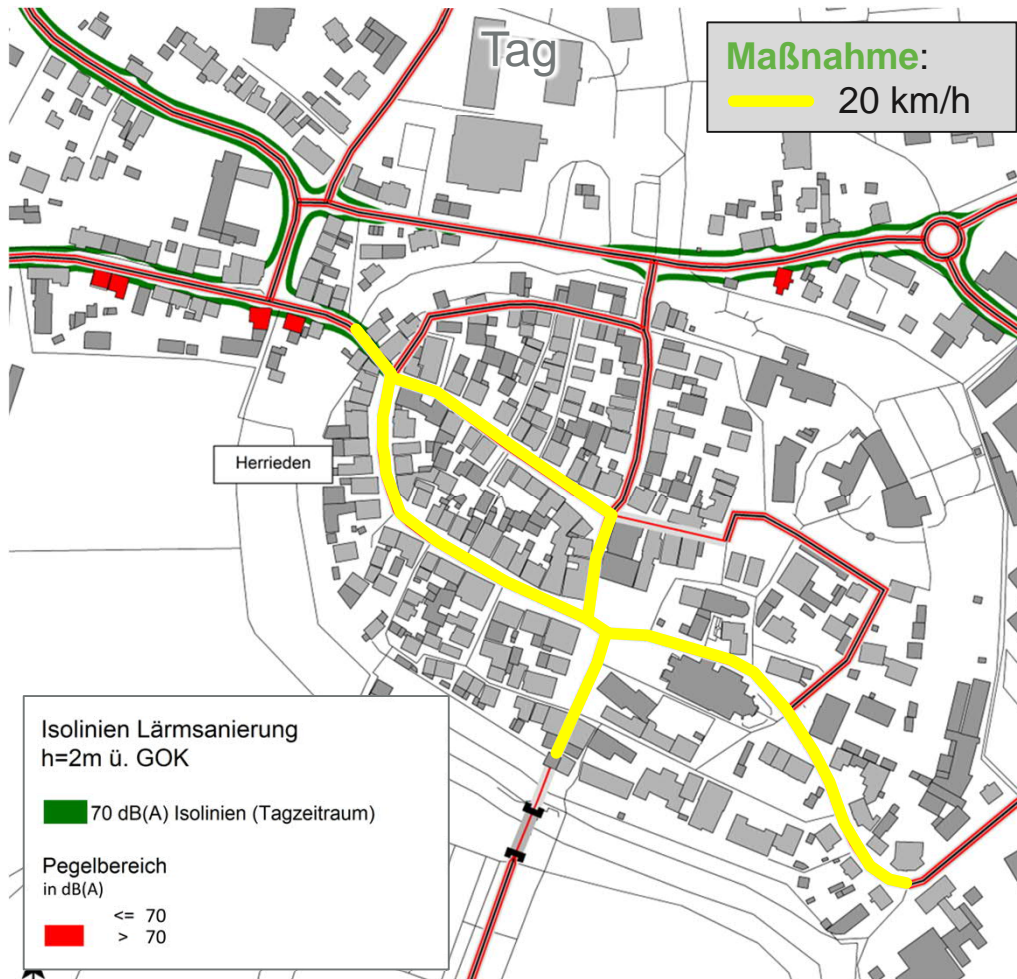 Tag
Maßnahme:
20 km/h
Herrieden
Isolinien Lärmsanierung
h=2m ü. GOK
70 dB(A) Isolinien (Tagzeitraum)
Pegelbereich
in dB(A)
<= 70
> 70